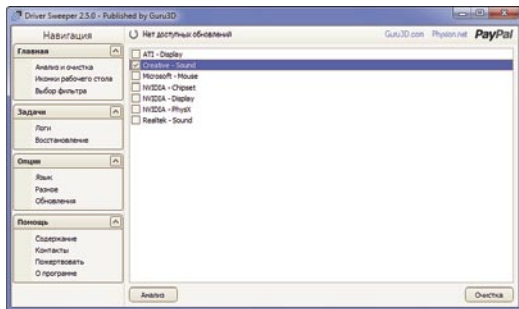 Driver Sweeper 2.5.0 - Published by Guru3D
Навигация
Нет доступных обновлений
Guru3D.com
Physion.net
PayPal
Главная
Анализ и очистка
Иконки рабочего стола
Выбор фильтра
Задачи
Логи
Восстановление
Опции
Язык
Разное
Обновления
Помощь
Содержание
Контакты
Пожертвовать
О програме
ATI - Display
Creative - Sound
Microsoft - Mouse
NVIDIA - Chipset
NVIDIA - Display
NVIDIA - PhysX
Realtek - Sound
Анализ
Очистка